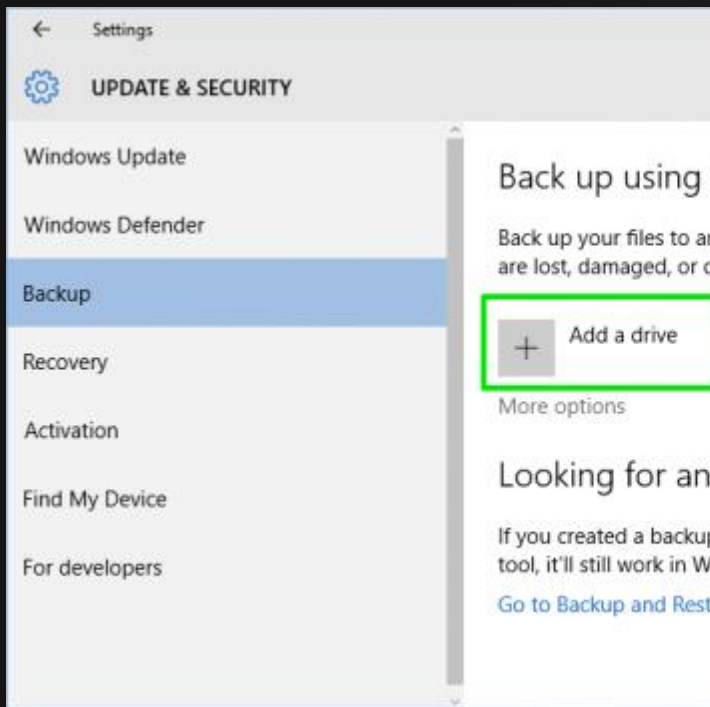 Settings
UPDATE & SECURITY
Windows Update
Windows Defender
Backup
Recovery
Activation
Find My Device
For developers
Back up using
Back up your files to
are lost, damaged, or
+ Add a drive
More options
Looking for an
If you created a backup
tool, it'll still work in
Go to Backup and